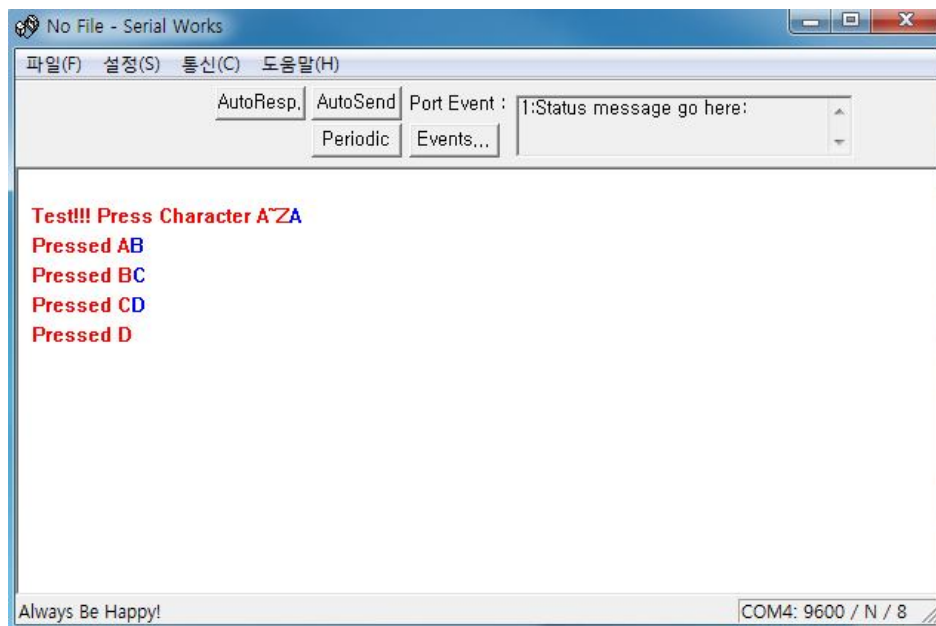 No File - Serial Works
파일(F) 설정(S) 통신(C) 도움말(H)
AutoResp. AutoSend Port Event : 1:Status message go here:
Periodic Events...
Test!!! Press Character A~ZA
Pressed AB
Pressed BC
Pressed CD
Pressed D
Always Be Happy! COM4: 9600 / N / 8